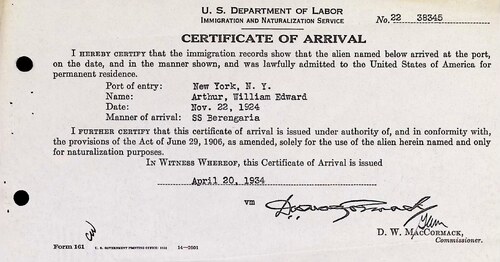 U. S. DEPARTMENT OF LABOR
IMMIGRATION AND NATURALIZATION SERVICE
No. 22 38345
CERTIFICATE OF ARRIVAL
I HEREBY CERTIFY that the immigration records show that the alien named below arrived at the port,
on the date, and in the manner shown, and was lawfully admitted to the United States of America for
permanent residence.
Port of entry: New York, N. Y.
Name: Arthur, William Edward
Date: Nov. 22, 1924
Manner of arrival: SS Berengaria
I FURTHER CERTIFY that this certificate of arrival is issued under authority of, and in conformity with,
the provisions of the Act of June 29, 1906, as amended, solely for the use of the alien herein named and only
for naturalization purposes.
IN WITNESS WHEREOF, this Certificate of Arrival is issued
April 20, 1934
vm
D. W. MACCORMACK,
Commissioner.
Form 161
U. S. GOVERNMENT PRINTING OFFICE